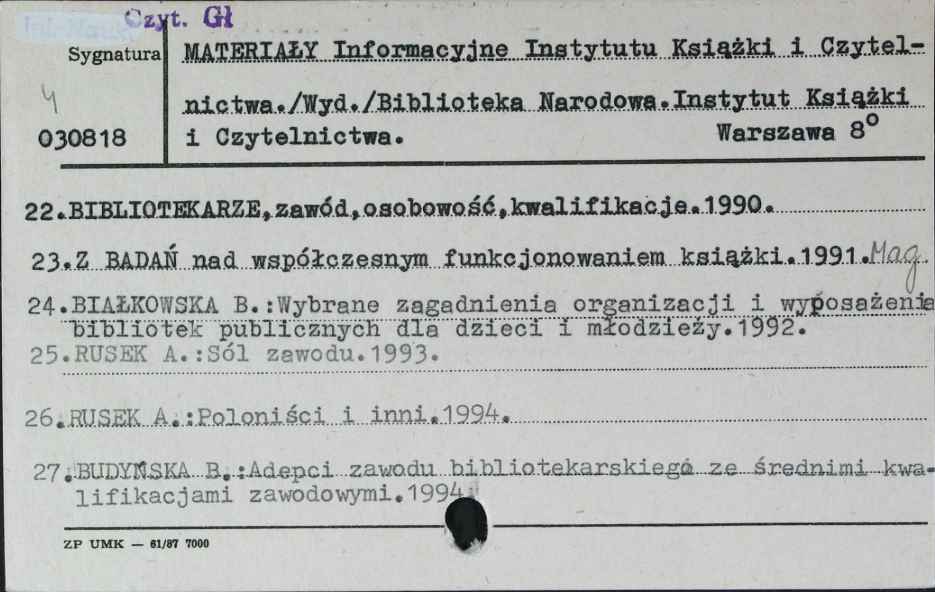 Czyt. Gł
Inf. Nauk.
Sygnatura
MATERIAŁY Informacyjne Instytutu Książki i Czytel-
4
nictwa./Wyd./Biblioteka Narodowa.Instytut Książki
030818
i Czytelnictwa. Warszawa 8°
22.BIBLIOTEKARZE,zawód,osobowość,kwalifikacje.1990.
23.Z BADAŃ nad współczesnym funkcjonowaniem książki.1991.Mag.
24.BIAŁKOWSKA B.:Wybrane zagadnienia organizacji i wyposażenia
bibliotek publicznych dla dzieci i młodzieży.1992.
25.RUSEK A.:Sól zawodu.1993.
26.RUSEK A.:Poloniści i inni.1994.
27.BUDYŃSKA B.:Adepci zawodu bibliotekarskiego ze średnimi kwa-
lifikacjami zawodowymi.1994
ZP UMK — 61/87 7000